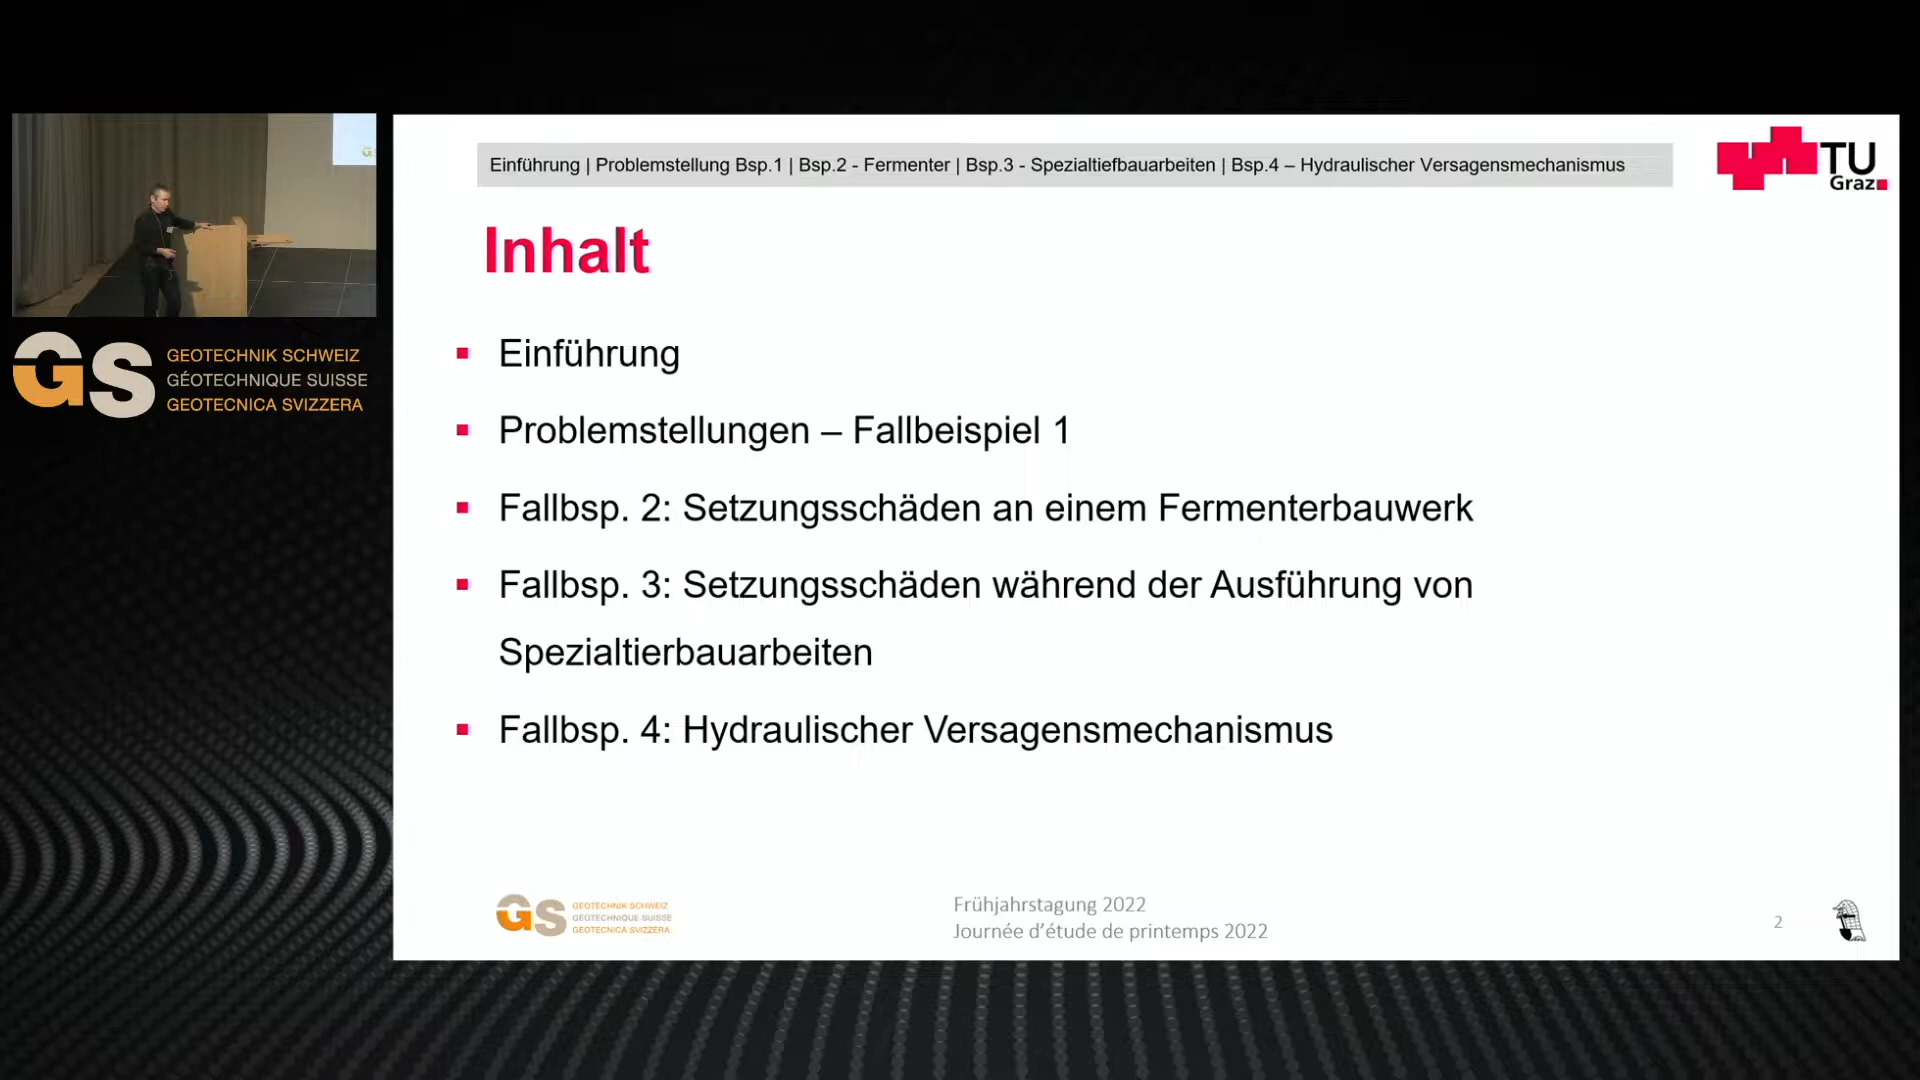 GS GEOTECHNIK SCHWEIZ
GÉOTECHNIQUE SUISSE
GEOTECNICA SVIZZERA
Einführung | Problemstellung Bsp.1 | Bsp.2 - Fermenter | Bsp.3 - Spezialtiefbauarbeiten | Bsp.4 – Hydraulischer Versagensmechanismus
TU
Graz
Inhalt
Einführung
Problemstellungen – Fallbeispiel 1
Fallbsp. 2: Setzungsschäden an einem Fermenterbauwerk
Fallbsp. 3: Setzungsschäden während der Ausführung von
Spezialtierbauarbeiten
Fallbsp. 4: Hydraulischer Versagensmechanismus
GS GEOTECHNIK SCHWEIZ
GÉOTECHNIQUE SUISSE
GEOTECNICA SVIZZERA
Frühjahrstagung 2022
Journée d'étude de printemps 2022
2